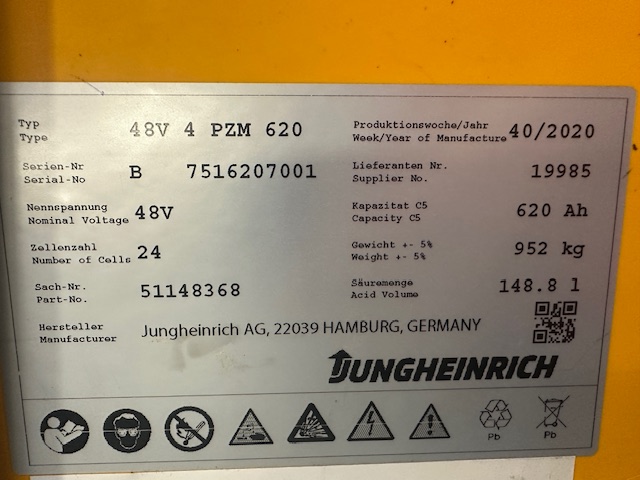 Typ
Type
48V 4 PZM 620
Produktionswoche/Jahr
Week/Year of Manufacture
40/2020
Serien-Nr
Serial-No
B 7516207001
Lieferanten Nr.
Supplier No.
19985
Nennspannung
Nominal Voltage
48V
Kapazitat C5
Capacity C5
620 Ah
Zellenzahl
Number of Cells
24
Gewicht +- 5%
Weight +- 5%
952 kg
Sach-Nr.
Part-No.
51148368
Säuremenge
Acid Volume
148.8 l
Hersteller
Manufacturer
Jungheinrich AG, 22039 HAMBURG, GERMANY
JUNGHEINRICH
Pb
Pb